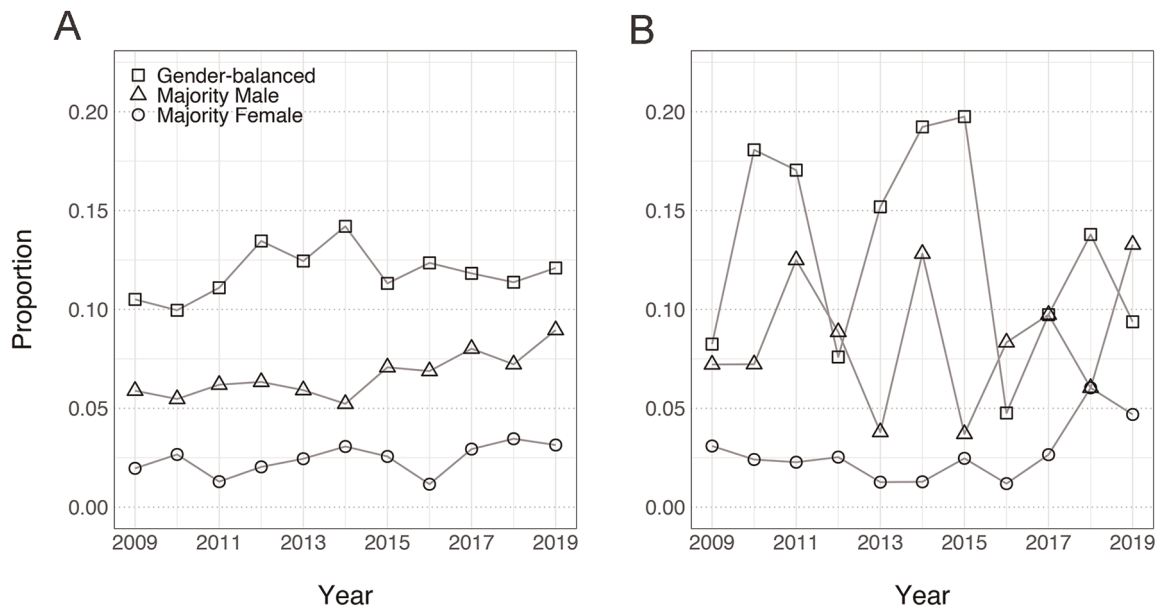 A
B
Gender-balanced
Majority Male
Majority Female
Proportion
0.20
0.15
0.10
0.05
0.00
2009 2011 2013 2015 2017 2019
Year
0.20
0.15
0.10
0.05
0.00
2009 2011 2013 2015 2017 2019
Year